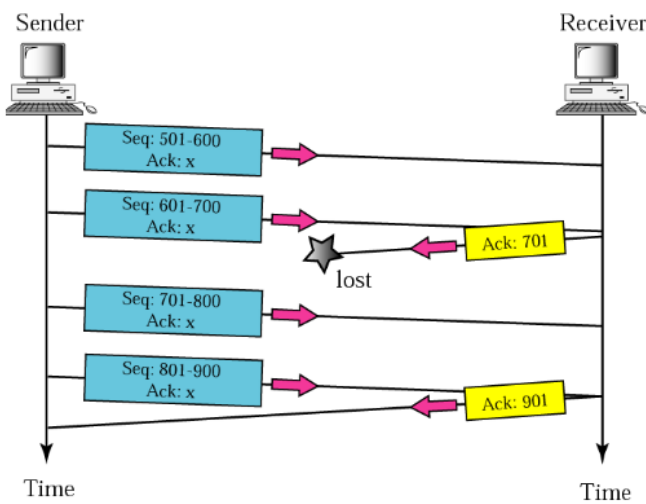 Sender
Receiver
Seq: 501-600
Ack: x
Seq: 601-700
Ack: x
Ack: 701
lost
Seq: 701-800
Ack: x
Seq: 801-900
Ack: x
Ack: 901
Time
Time